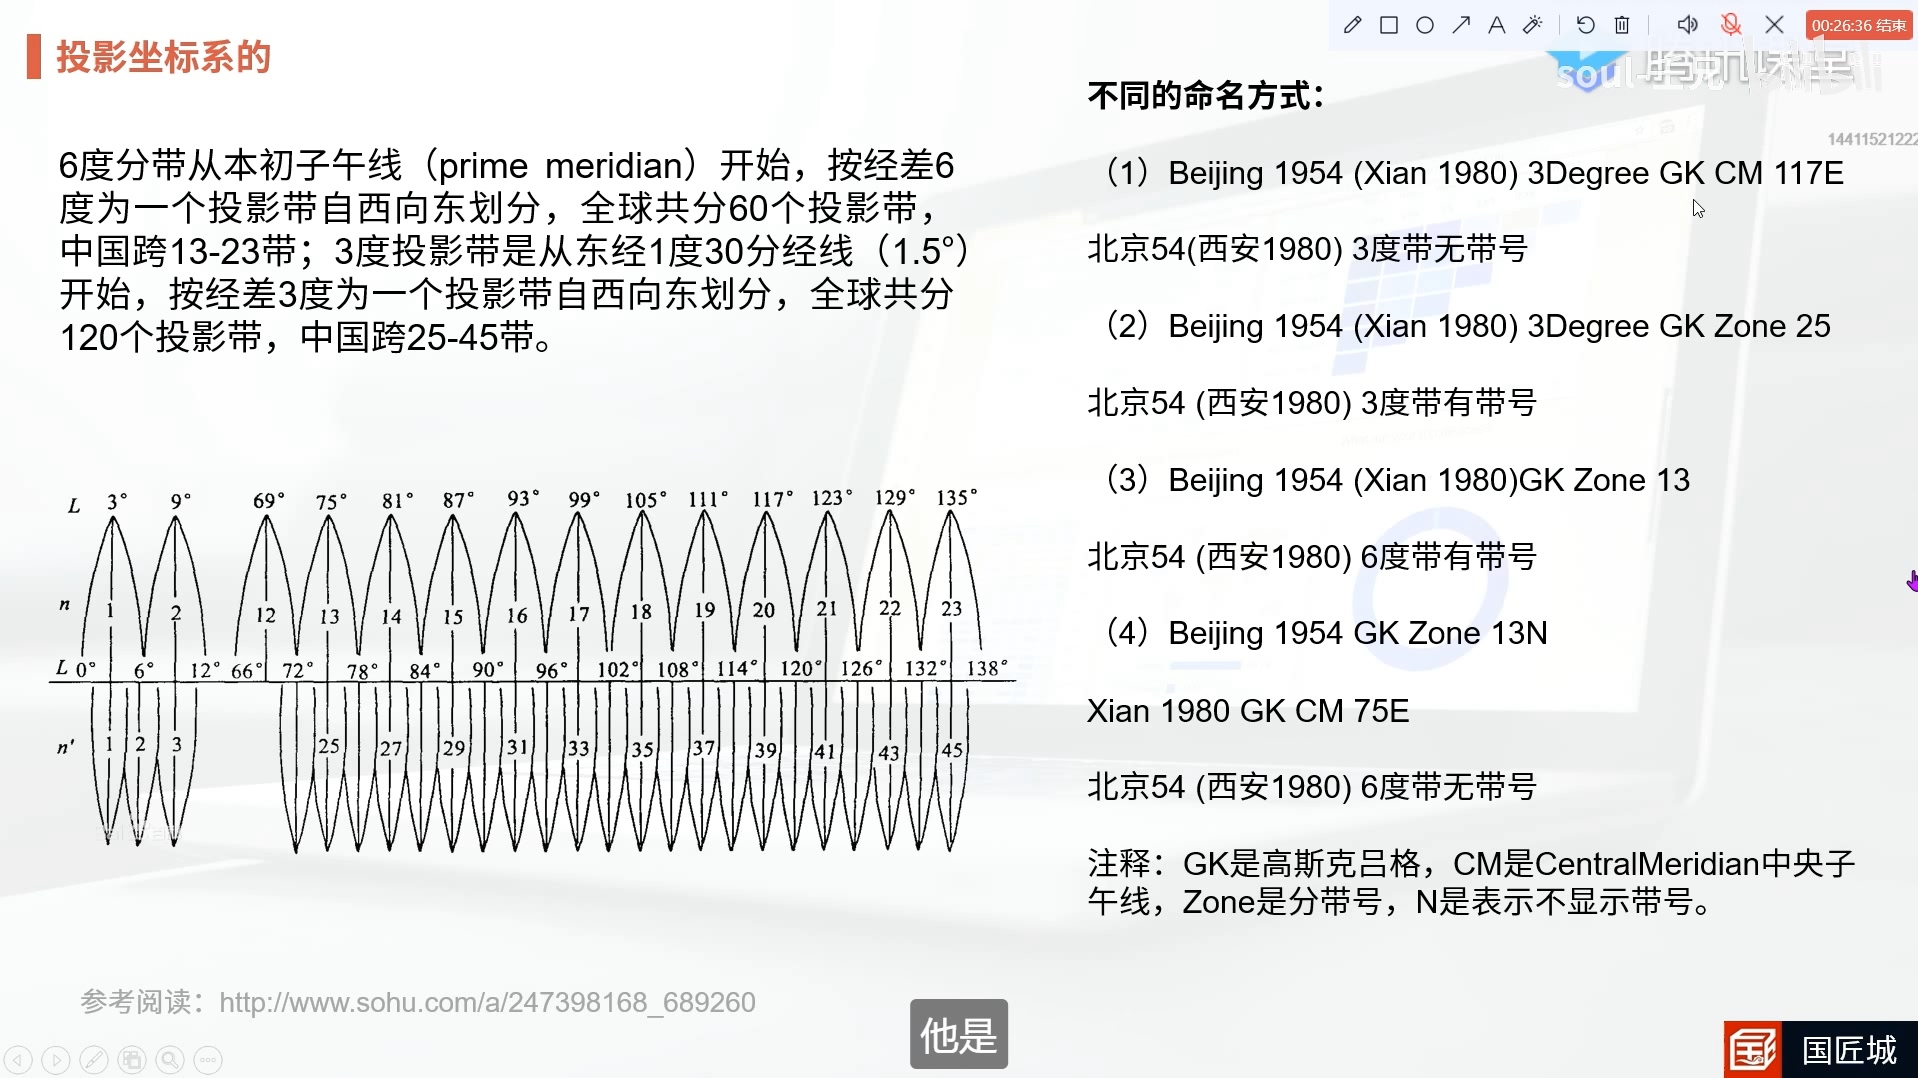 00:26:36 结束
投影坐标系的
14411521222
6度分带从本初子午线（prime meridian）开始，按经差6
度为一个投影带自西向东划分，全球共分60个投影带，
中国跨13-23带；3度投影带是从东经1度30分经线（1.5°）
开始，按经差3度为一个投影带自西向东划分，全球共分
120个投影带，中国跨25-45带。
L 3° 9° 69° 75° 81° 87° 93° 99° 105° 111° 117° 123° 129° 135°
n 1 2 12 13 14 15 16 17 18 19 20 21 22 23
L 0° 6° 12° 66° 72° 78° 84° 90° 96° 102° 108° 114° 120° 126° 132° 138°
n' 1 2 3 25 27 29 31 33 35 37 39 41 43 45
参考阅读：http://www.sohu.com/a/247398168_689260
不同的命名方式：
（1）Beijing 1954 (Xian 1980) 3Degree GK CM 117E
北京54(西安1980) 3度带无带号
（2）Beijing 1954 (Xian 1980) 3Degree GK Zone 25
北京54 (西安1980) 3度带有带号
（3）Beijing 1954 (Xian 1980)GK Zone 13
北京54 (西安1980) 6度带有带号
（4）Beijing 1954 GK Zone 13N
Xian 1980 GK CM 75E
北京54 (西安1980) 6度带无带号
注释：GK是高斯克吕格，CM是CentralMeridian中央子
午线，Zone是分带号，N是表示不显示带号。
他是
国匠城